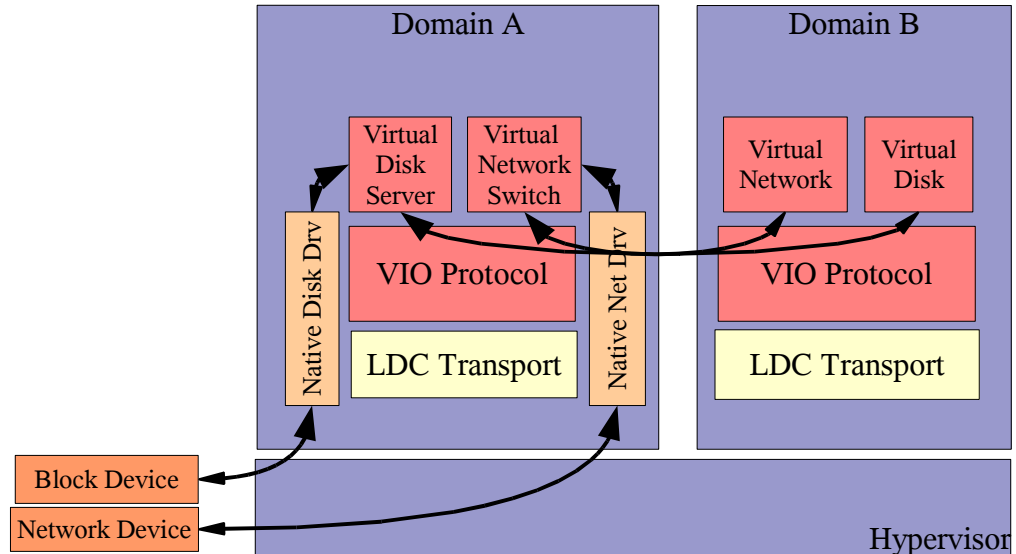 Domain A
Domain B
Virtual
Disk
Server
Virtual
Network
Switch
Virtual
Network
Virtual
Disk
Native Disk Drv
VIO Protocol
Native Net Drv
VIO Protocol
LDC Transport
LDC Transport
Block Device
Network Device
Hypervisor